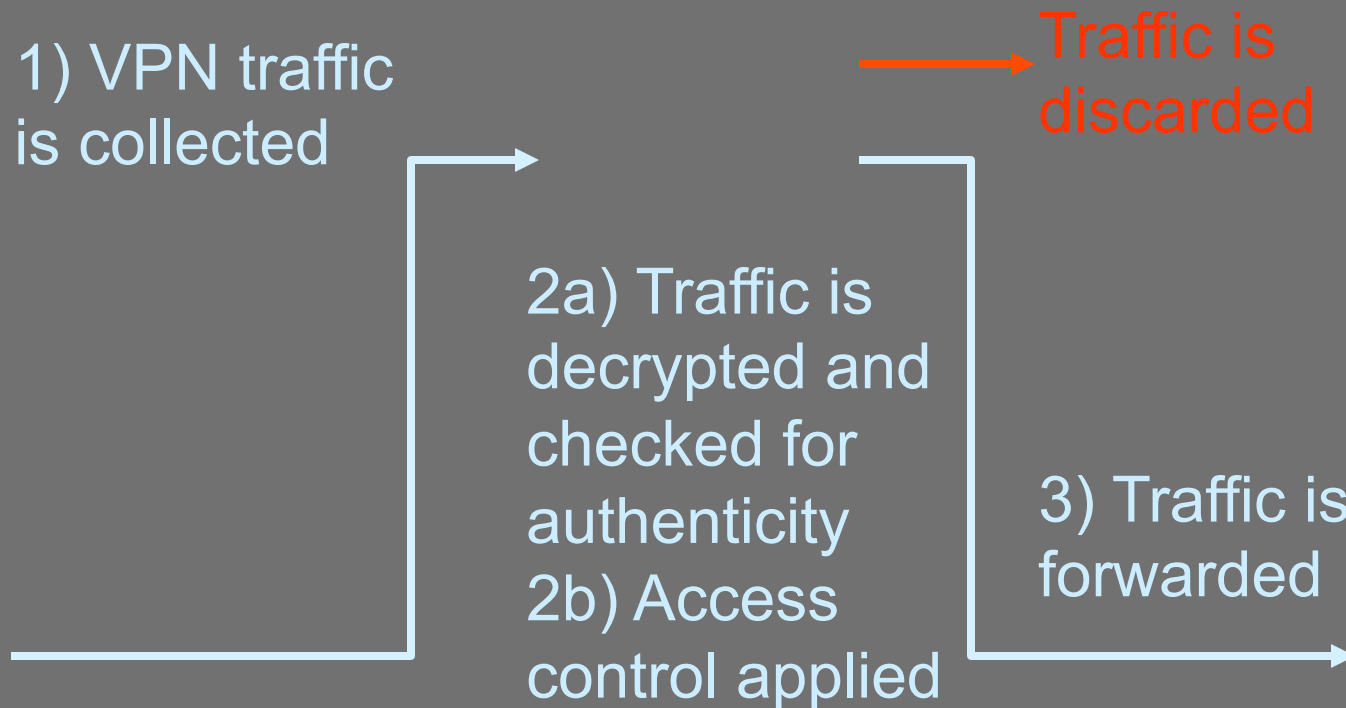 1) VPN traffic
is collected
Traffic is
discarded
2a) Traffic is
decrypted and
checked for
authenticity
2b) Access
control applied
3) Traffic is
forwarded